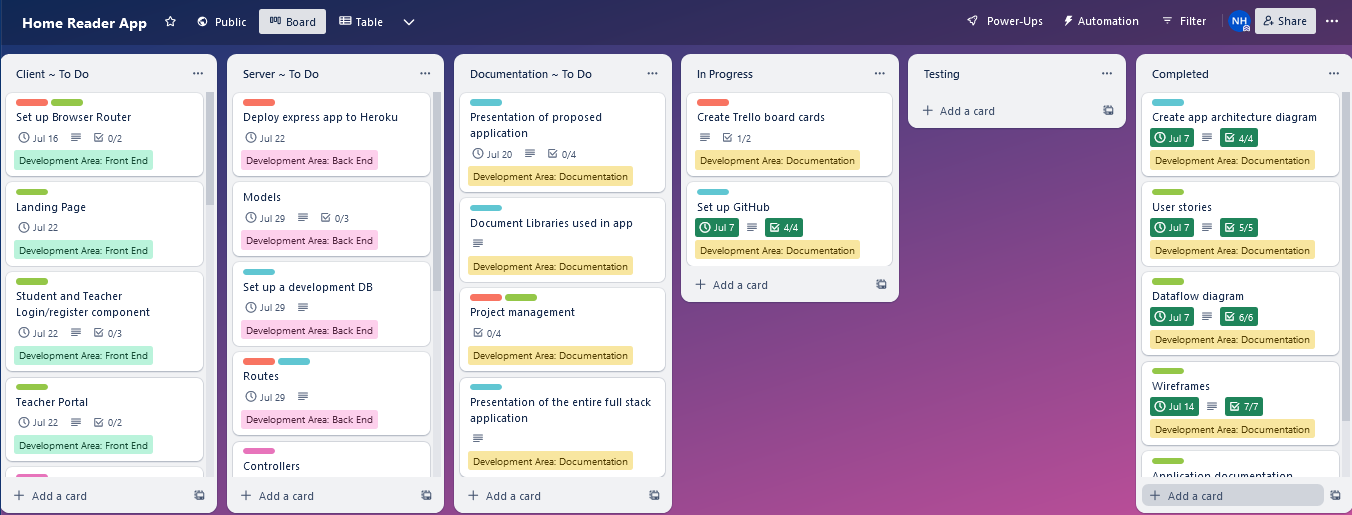 Home Reader App
Public
Board
Table
Power-Ups
Automation
Filter
NH
Share
Client ~ To Do
Set up Browser Router
Jul 16
0/2
Development Area: Front End
Landing Page
Jul 22
Development Area: Front End
Student and Teacher
Login/register component
Jul 22
0/3
Development Area: Front End
Teacher Portal
Jul 22
0/2
Development Area: Front End
Add a card
Server ~ To Do
Deploy express app to Heroku
Jul 22
Development Area: Back End
Models
Jul 29
0/3
Development Area: Back End
Set up a development DB
Jul 29
Development Area: Back End
Routes
Jul 29
Development Area: Back End
Controllers
Add a card
Documentation ~ To Do
Presentation of proposed
application
Jul 20
0/4
Development Area: Documentation
Document Libraries used in app
Development Area: Documentation
Project management
0/4
Development Area: Documentation
Presentation of the entire full stack
application
Development Area: Documentation
Add a card
In Progress
Create Trello board cards
1/2
Development Area: Documentation
Set up GitHub
Jul 7
4/4
Development Area: Documentation
Add a card
Testing
Add a card
Completed
Create app architecture diagram
Jul 7
4/4
Development Area: Documentation
User stories
Jul 7
5/5
Development Area: Documentation
Dataflow diagram
Jul 7
6/6
Development Area: Documentation
Wireframes
Jul 14
7/7
Development Area: Documentation
Application documentation
Add a card